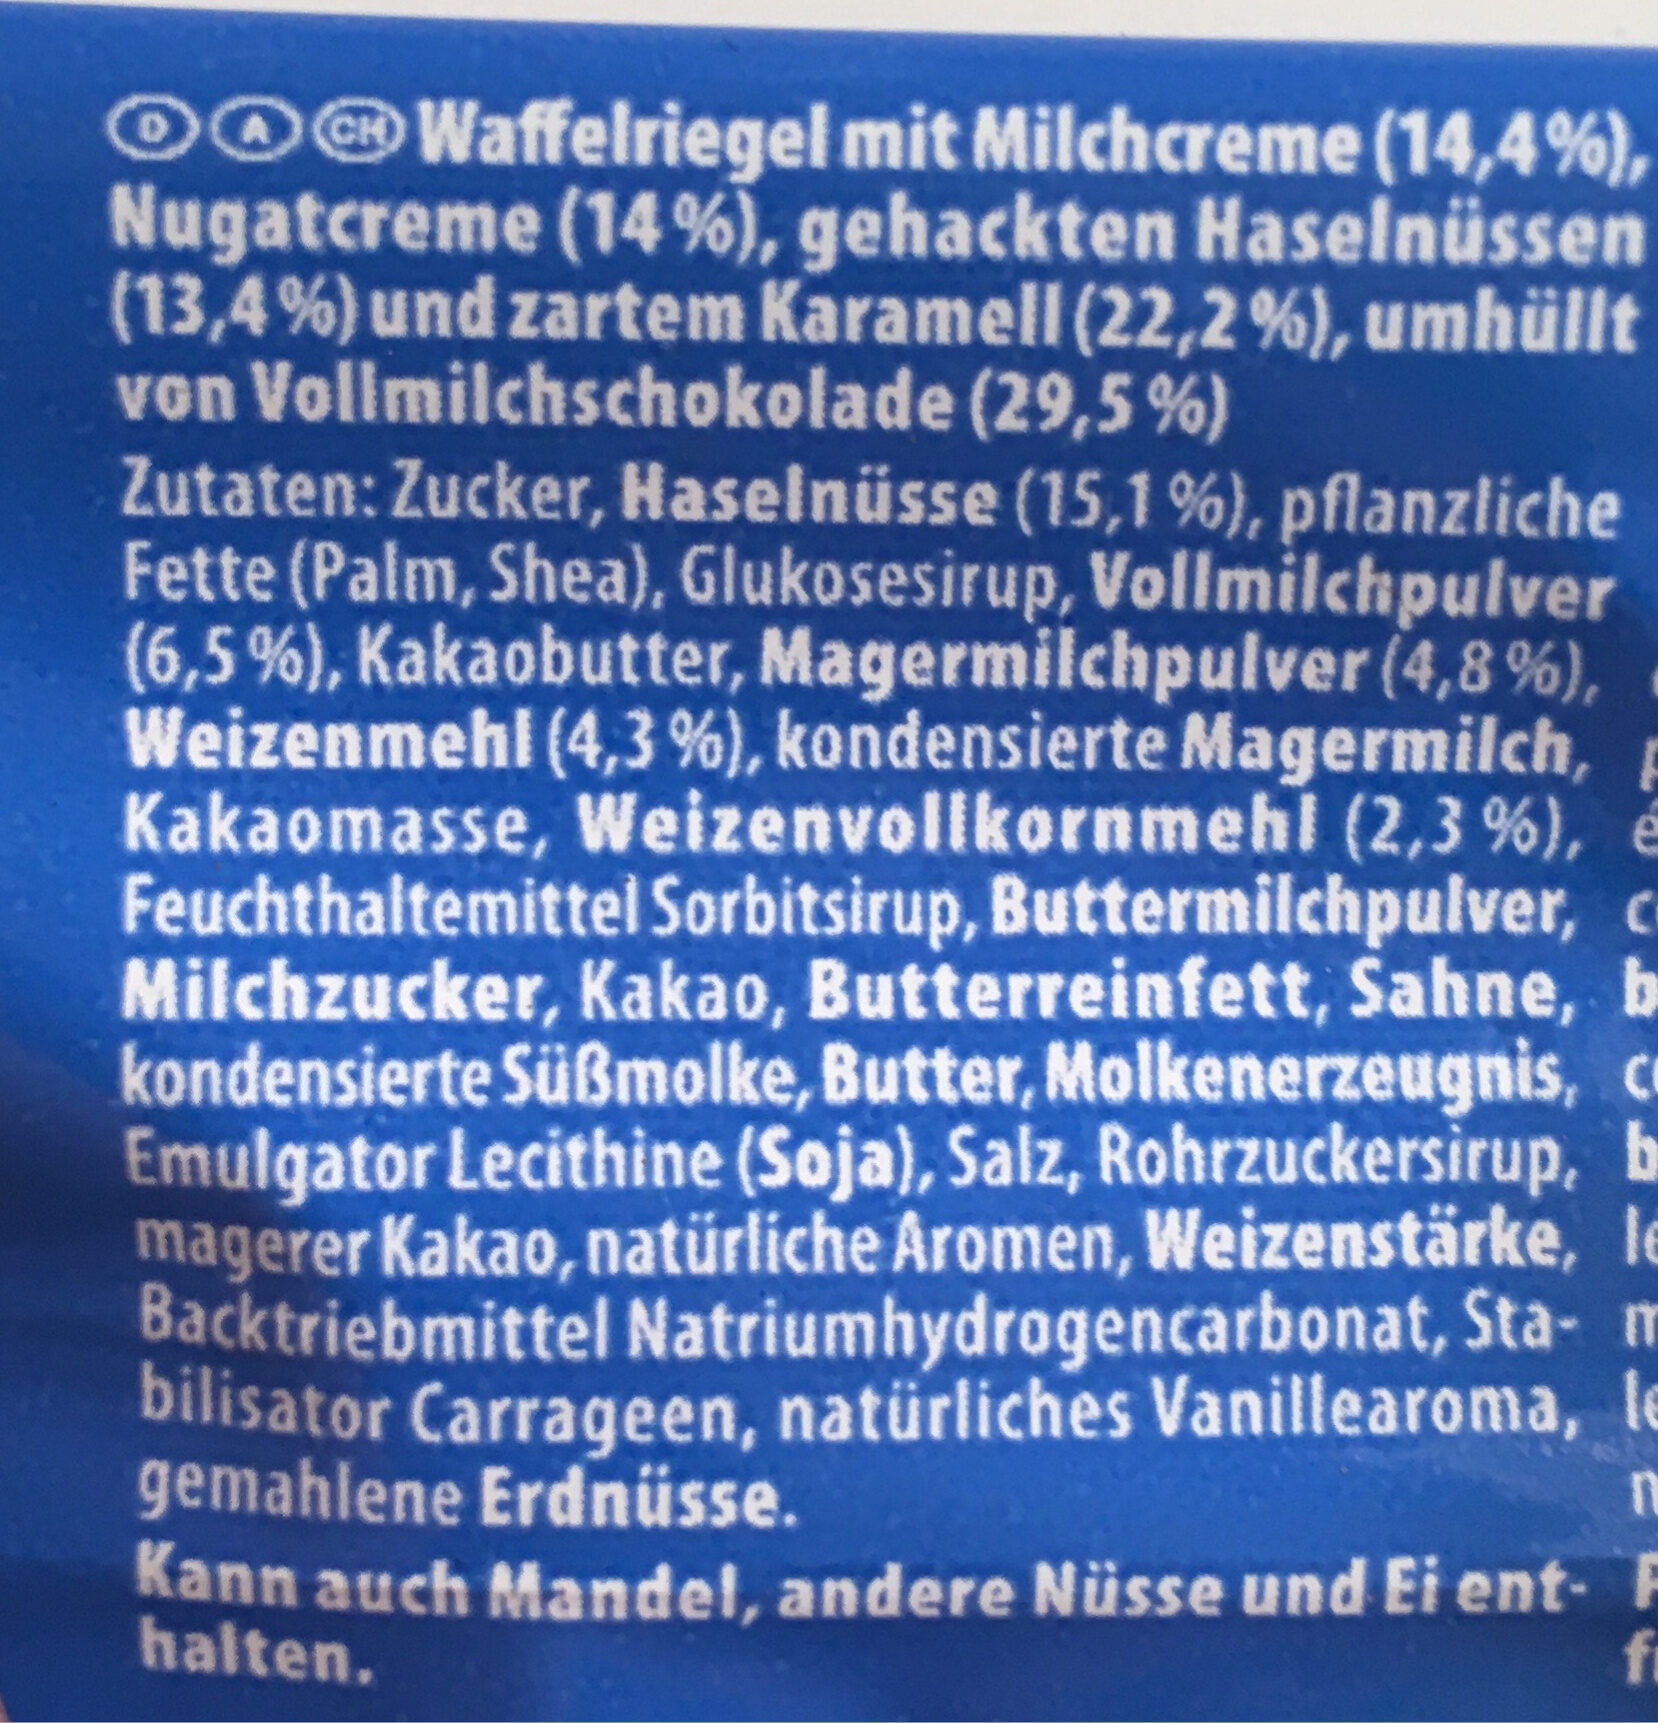 D A CH Waffelriegel mit Milchcreme (14,4 %),
Nugatcreme (14 %), gehackten Haselnüssen
(13,4 %) und zartem Karamell (22,2 %), umhüllt
von Vollmilchschokolade (29,5 %)
Zutaten: Zucker, Haselnüsse (15,1 %), pflanzliche
Fette (Palm, Shea), Glukosesirup, Vollmilchpulver
(6,5 %), Kakaobutter, Magermilchpulver (4,8 %),
Weizenmehl (4,3 %), kondensierte Magermilch,
Kakaomasse, Weizenvollkornmehl (2,3 %),
Feuchthaltemittel Sorbitsirup, Buttermilchpulver,
Milchzucker, Kakao, Butterreinfett, Sahne,
kondensierte Süßmolke, Butter, Molkenerzeugnis,
Emulgator Lecithine (Soja), Salz, Rohrzuckersirup,
magerer Kakao, natürliche Aromen, Weizenstärke,
Backtriebmittel Natriumhydrogencarbonat, Sta-
bilisator Carrageen, natürliches Vanillearoma,
gemahlene Erdnüsse.
Kann auch Mandel, andere Nüsse und Ei ent-
halten.